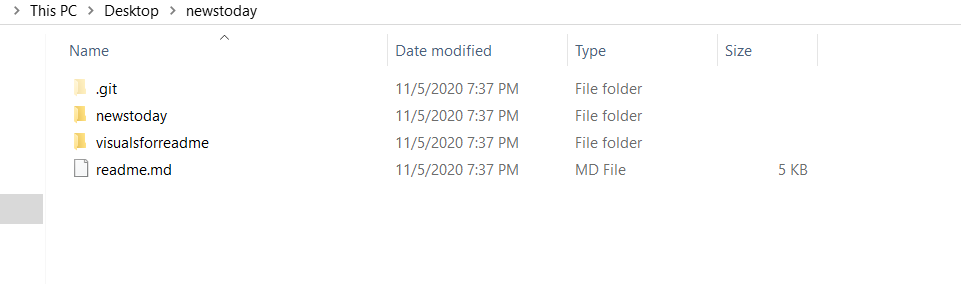 This PC > Desktop > newstoday
Name Date modified Type Size
.git 11/5/2020 7:37 PM File folder
newstoday 11/5/2020 7:37 PM File folder
visualsforreadme 11/5/2020 7:37 PM File folder
readme.md 11/5/2020 7:37 PM MD File 5 KB